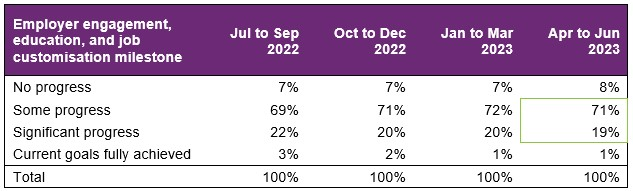 Employer engagement, education, and job customisation milestone Jul to Sep 2022 Oct to Dec 2022 Jan to Mar 2023 Apr to Jun 2023
No progress 7% 7% 7% 8%
Some progress 69% 71% 72% 71%
Significant progress 22% 20% 20% 19%
Current goals fully achieved 3% 2% 1% 1%
Total 100% 100% 100% 100%